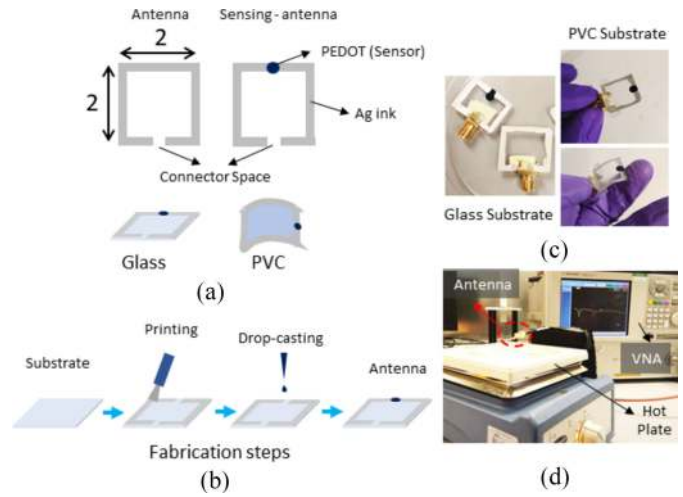 Antenna
Sensing - antenna
2
2
PEDOT (Sensor)
Ag ink
Connector Space
Glass
PVC
(a)
Substrate
Printing
Drop-casting
Antenna
Fabrication steps
(b)
PVC Substrate
Glass Substrate
(c)
Antenna
VNA
Hot
Plate
(d)